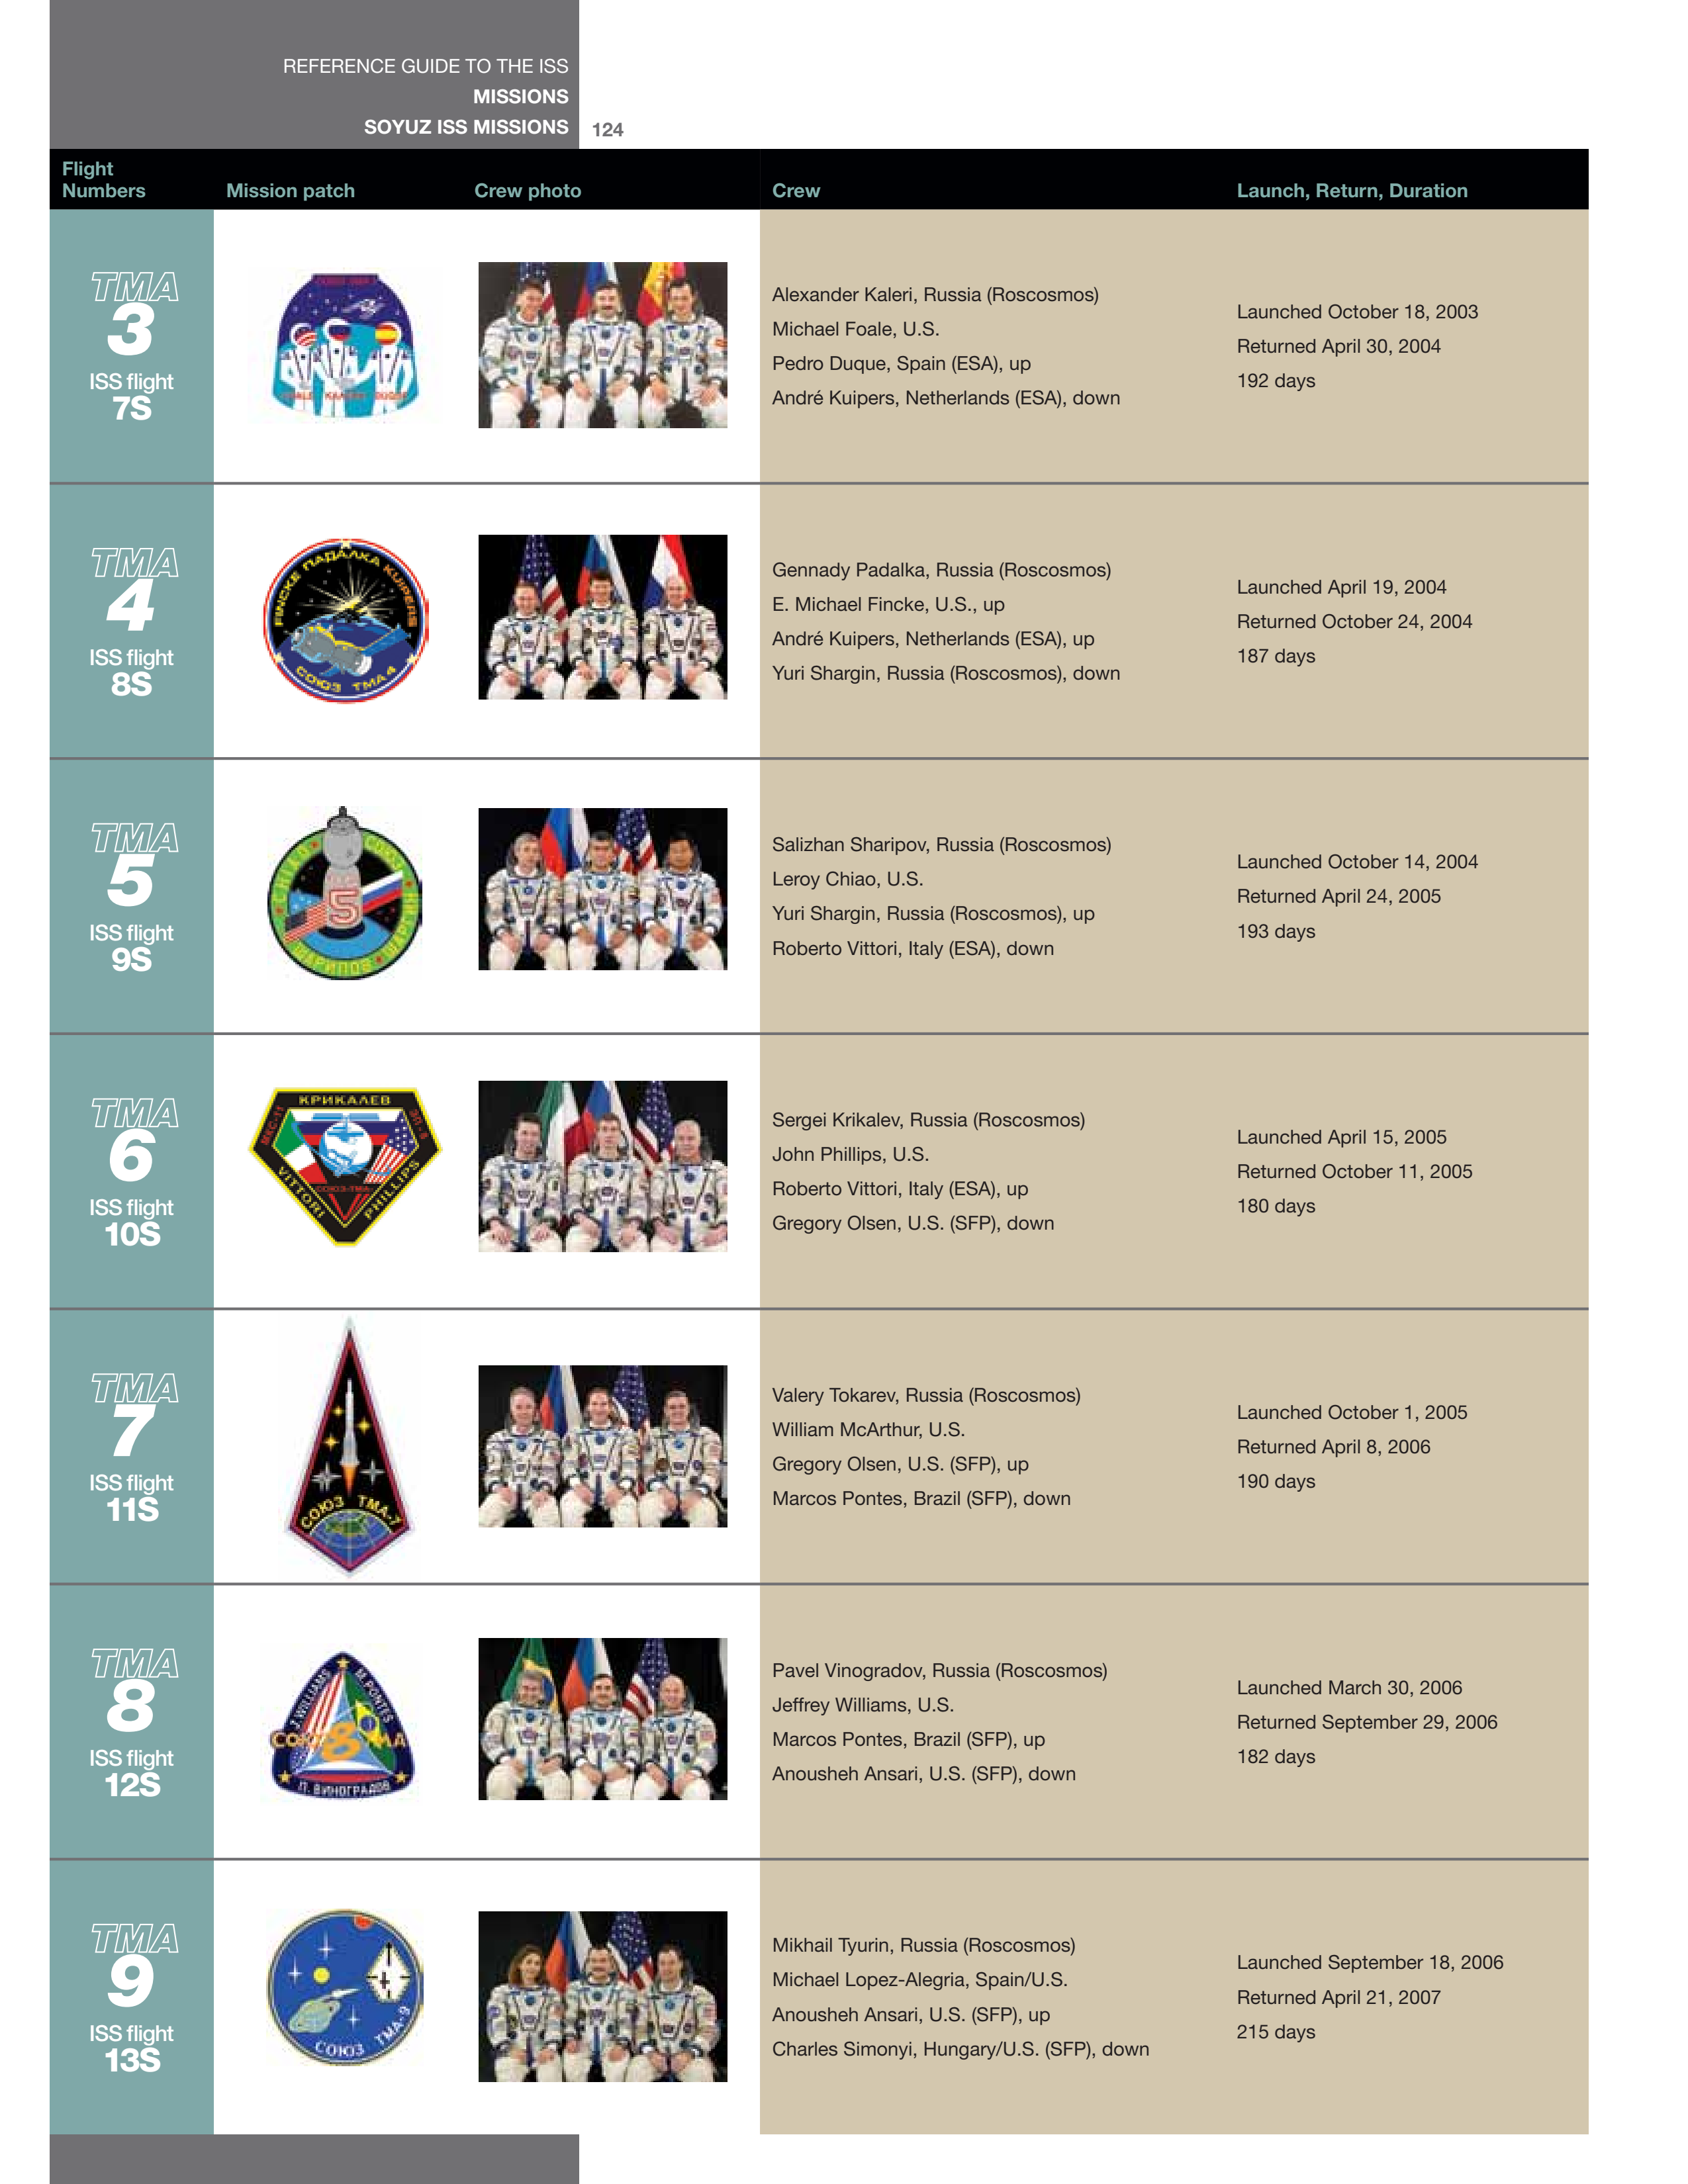 REFERENCE GUIDE TO THE ISS
MISSIONS
SOYUZ ISS MISSIONS 124
Flight
Numbers Mission patch Crew photo Crew Launch, Return, Duration
TMA
3
ISS flight
7S
FOALE КАЛЕРИ DUQUE
Alexander Kaleri, Russia (Roscosmos)
Michael Foale, U.S.
Pedro Duque, Spain (ESA), up
André Kuipers, Netherlands (ESA), down
Launched October 18, 2003
Returned April 30, 2004
192 days
TMA
4
ISS flight
8S
FINCKE ПАДАЛКА KUIPERS
СОЮЗ ТМА 4
Gennady Padalka, Russia (Roscosmos)
E. Michael Fincke, U.S., up
André Kuipers, Netherlands (ESA), up
Yuri Shargin, Russia (Roscosmos), down
Launched April 19, 2004
Returned October 24, 2004
187 days
TMA
5
ISS flight
9S
CHIAO СОЮЗ
5
ШАРИПОВ
Salizhan Sharipov, Russia (Roscosmos)
Leroy Chiao, U.S.
Yuri Shargin, Russia (Roscosmos), up
Roberto Vittori, Italy (ESA), down
Launched October 14, 2004
Returned April 24, 2005
193 days
TMA
6
ISS flight
10S
КРИКАЛЕВ
МКС-11
VITTORI
PHILLIPS
СОЮЗ-ТМА
Sergei Krikalev, Russia (Roscosmos)
John Phillips, U.S.
Roberto Vittori, Italy (ESA), up
Gregory Olsen, U.S. (SFP), down
Launched April 15, 2005
Returned October 11, 2005
180 days
TMA
7
ISS flight
11S
СОЮЗ ТМА-7
Valery Tokarev, Russia (Roscosmos)
William McArthur, U.S.
Gregory Olsen, U.S. (SFP), up
Marcos Pontes, Brazil (SFP), down
Launched October 1, 2005
Returned April 8, 2006
190 days
TMA
8
ISS flight
12S
J. WILLIAMS
M. PONTES
СОЮЗ 8 ТМА
П. ВИНОГРАДОВ
Pavel Vinogradov, Russia (Roscosmos)
Jeffrey Williams, U.S.
Marcos Pontes, Brazil (SFP), up
Anousheh Ansari, U.S. (SFP), down
Launched March 30, 2006
Returned September 29, 2006
182 days
TMA
9
ISS flight
13S
СОЮЗ ТМА-9
Mikhail Tyurin, Russia (Roscosmos)
Michael Lopez-Alegria, Spain/U.S.
Anousheh Ansari, U.S. (SFP), up
Charles Simonyi, Hungary/U.S. (SFP), down
Launched September 18, 2006
Returned April 21, 2007
215 days